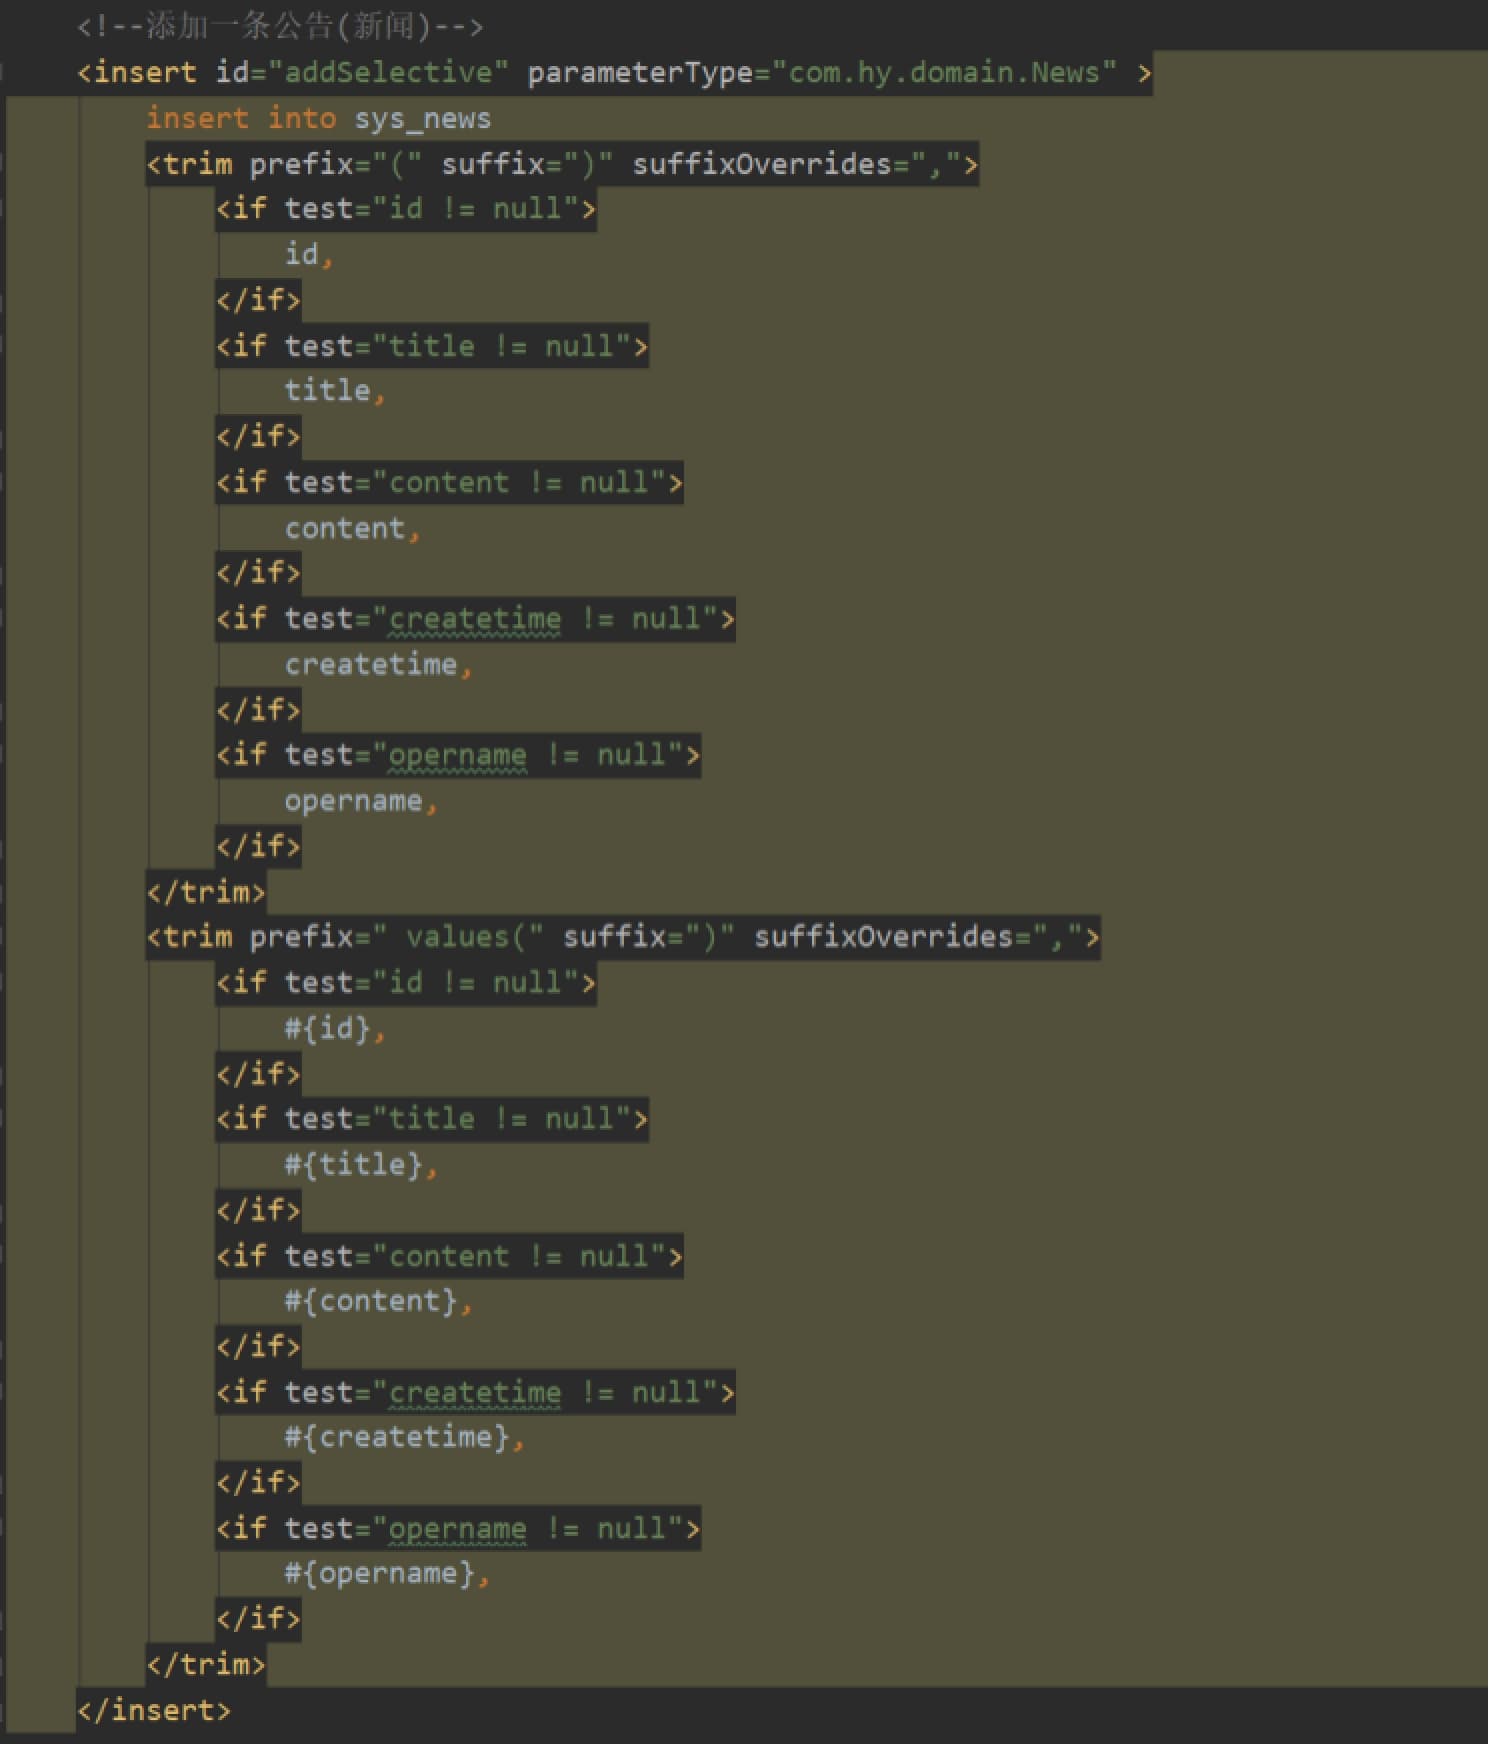 <!--添加一条公告(新闻)-->
<insert id="addSelective" parameterType="com.hy.domain.News" >
insert into sys_news
<trim prefix="(" suffix=")" suffixOverrides=",">
<if test="id != null">
id,
</if>
<if test="title != null">
title,
</if>
<if test="content != null">
content,
</if>
<if test="createtime != null">
createtime,
</if>
<if test="opername != null">
opername,
</if>
</trim>
<trim prefix=" values(" suffix=")" suffixOverrides=",">
<if test="id != null">
#{id},
</if>
<if test="title != null">
#{title},
</if>
<if test="content != null">
#{content},
</if>
<if test="createtime != null">
#{createtime},
</if>
<if test="opername != null">
#{opername},
</if>
</trim>
</insert>